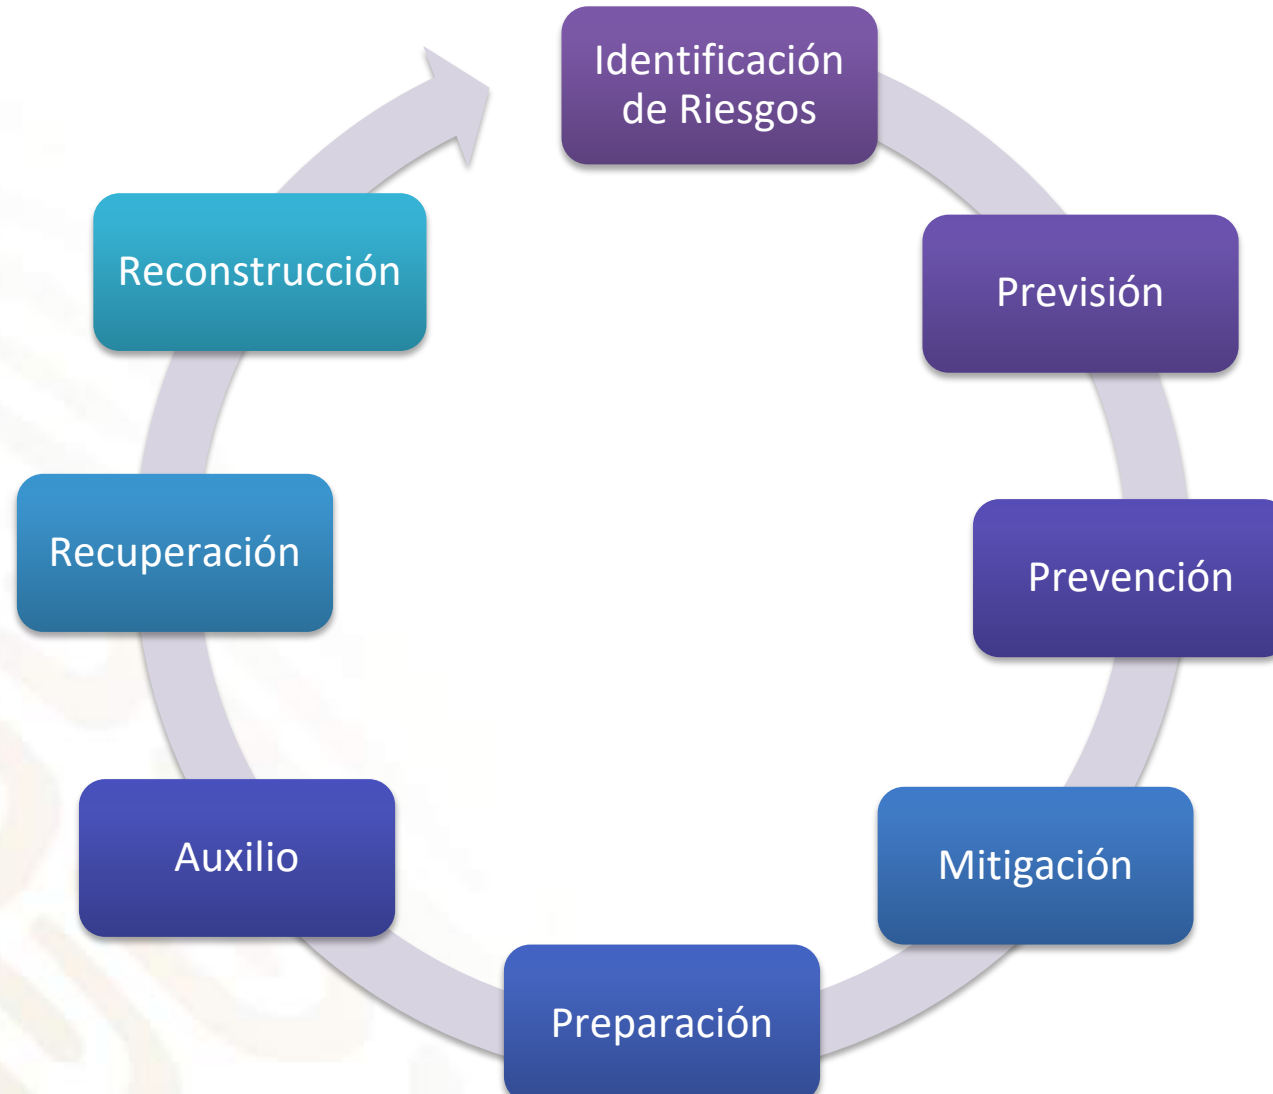 Identificación
de Riesgos
Previsión
Prevención
Mitigación
Preparación
Auxilio
Recuperación
Reconstrucción